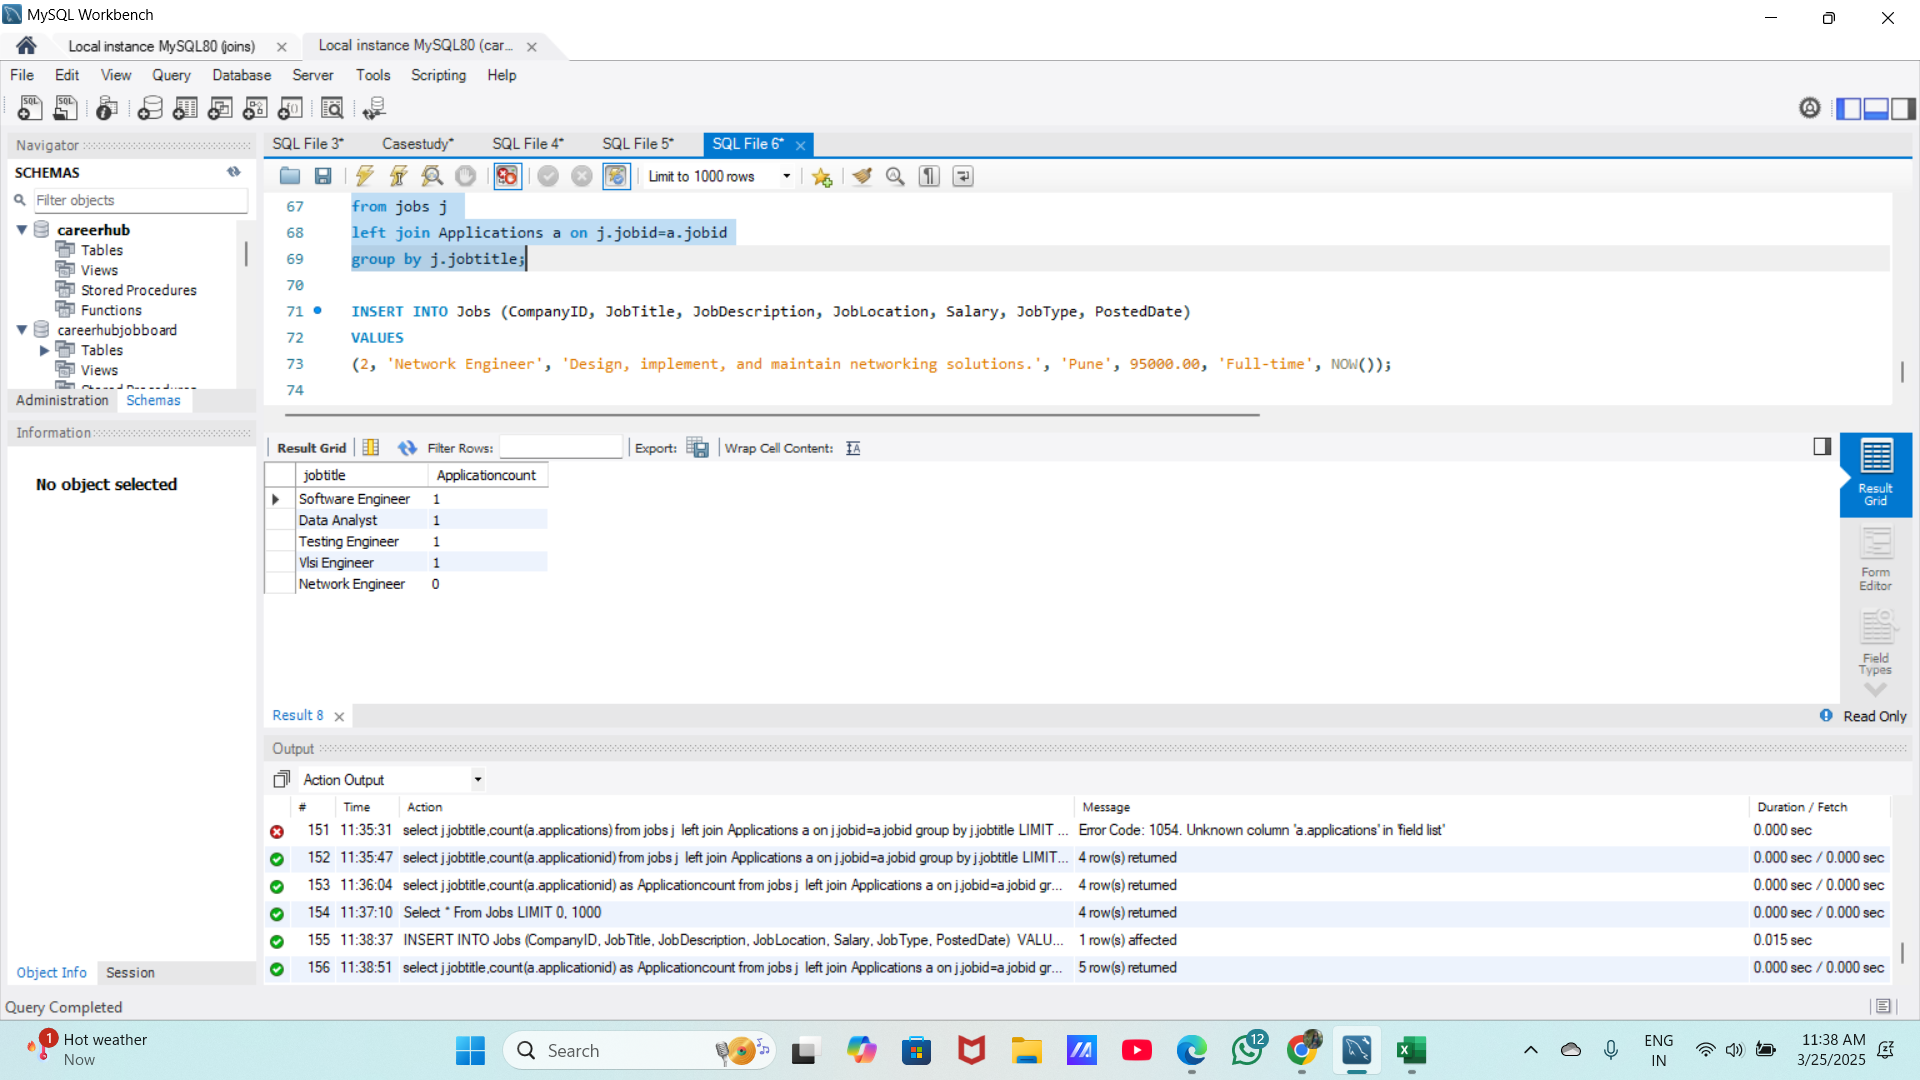 MySQL Workbench
Local instance MySQL80 (joins)
Local instance MySQL80 (car...
File Edit View Query Database Server Tools Scripting Help
Navigator
SCHEMAS
Filter objects
careerhub
Tables
Views
Stored Procedures
Functions
careerhubjobboard
Tables
Views
Administration Schemas
Information
No object selected
Object Info Session
SQL File 3* Casestudy* SQL File 4* SQL File 5* SQL File 6*
Limit to 1000 rows
67 from jobs j
68 left join Applications a on j.jobid=a.jobid
69 group by j.jobtitle;
70
71 INSERT INTO Jobs (CompanyID, JobTitle, JobDescription, JobLocation, Salary, JobType, PostedDate)
72 VALUES
73 (2, 'Network Engineer', 'Design, implement, and maintain networking solutions.', 'Pune', 95000.00, 'Full-time', NOW());
74
Result Grid Filter Rows: Export: Wrap Cell Content:
jobtitle Applicationcount
Software Engineer 1
Data Analyst 1
Testing Engineer 1
Vlsi Engineer 1
Network Engineer 0
Result Grid
Form Editor
Field Types
Result 8
Read Only
Output
Action Output
# Time Action Message Duration / Fetch
151 11:35:31 select j.jobtitle,count(a.applications) from jobs j left join Applications a on j.jobid=a.jobid group by j.jobtitle LIMIT ... Error Code: 1054. Unknown column 'a.applications' in 'field list' 0.000 sec
152 11:35:47 select j.jobtitle,count(a.applicationid) from jobs j left join Applications a on j.jobid=a.jobid group by j.jobtitle LIMIT... 4 row(s) returned 0.000 sec / 0.000 sec
153 11:36:04 select j.jobtitle,count(a.applicationid) as Applicationcount from jobs j left join Applications a on j.jobid=a.jobid gr... 4 row(s) returned 0.000 sec / 0.000 sec
154 11:37:10 Select * From Jobs LIMIT 0, 1000 4 row(s) returned 0.000 sec / 0.000 sec
155 11:38:37 INSERT INTO Jobs (CompanyID, JobTitle, JobDescription, JobLocation, Salary, JobType, PostedDate) VALU... 1 row(s) affected 0.015 sec
156 11:38:51 select j.jobtitle,count(a.applicationid) as Applicationcount from jobs j left join Applications a on j.jobid=a.jobid gr... 5 row(s) returned 0.000 sec / 0.000 sec
Query Completed
1
Hot weather
Now
Search
12
ENG
IN
11:38 AM
3/25/2025